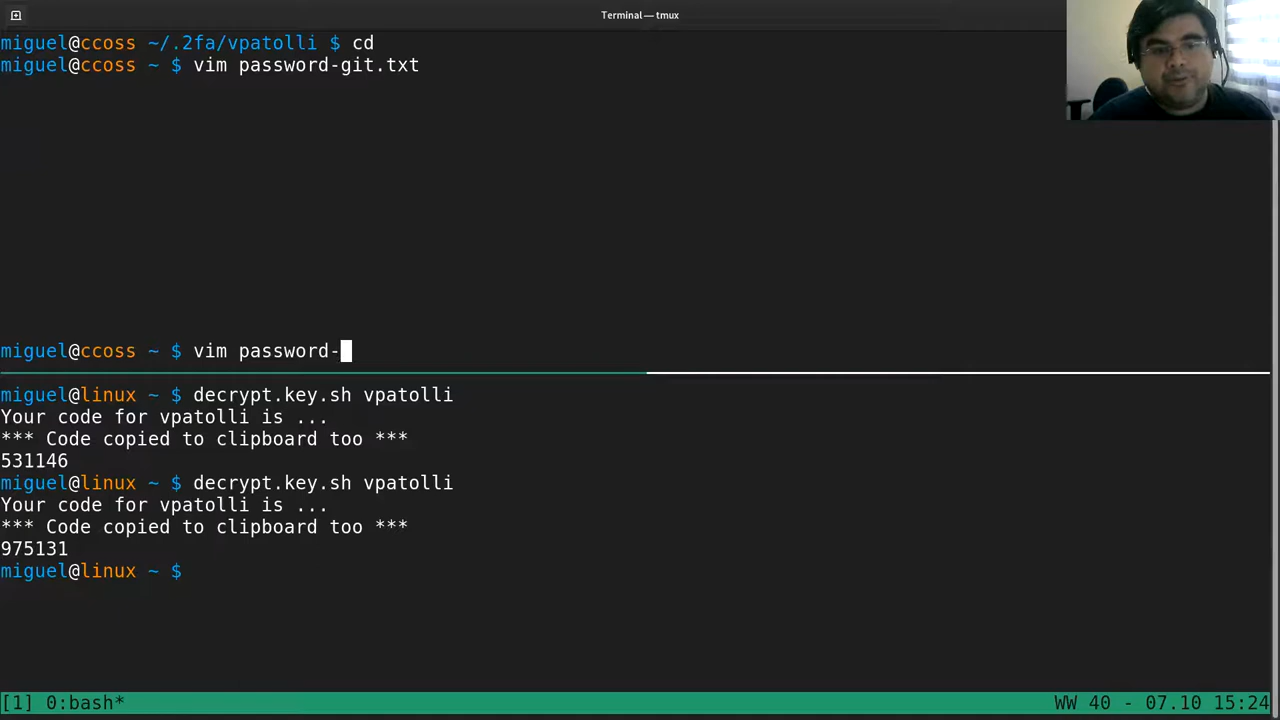 Terminal — tmux
miguel@ccoss ~/.2fa/vpatolli $ cd
miguel@ccoss ~ $ vim password-git.txt
miguel@ccoss ~ $ vim password-
miguel@linux ~ $ decrypt.key.sh vpatolli
Your code for vpatolli is ...
*** Code copied to clipboard too ***
531146
miguel@linux ~ $ decrypt.key.sh vpatolli
Your code for vpatolli is ...
*** Code copied to clipboard too ***
975131
miguel@linux ~ $
[1] 0:bash* WW 40 - 07.10 15:24